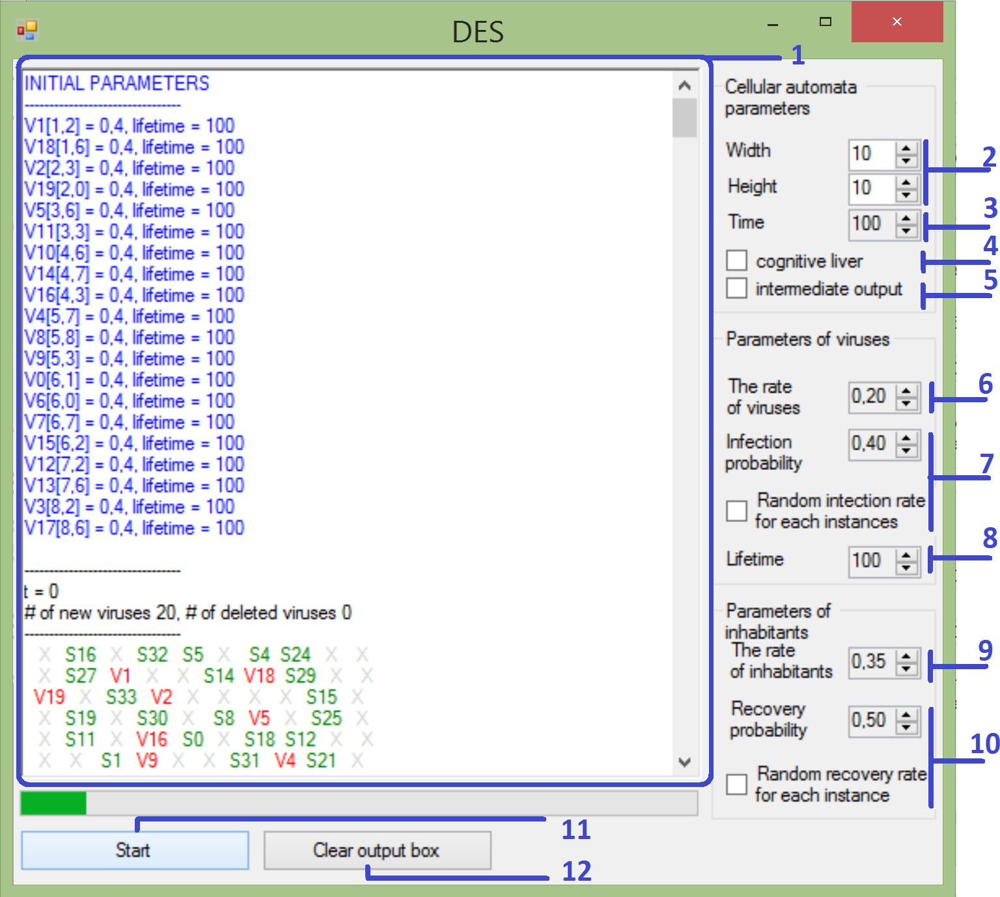 DES
1
INITIAL PARAMETERS
--------------------------------
V1[1,2] = 0,4, lifetime = 100
V18[1,6] = 0,4, lifetime = 100
V2[2,3] = 0,4, lifetime = 100
V19[2,0] = 0,4, lifetime = 100
V5[3,6] = 0,4, lifetime = 100
V11[3,3] = 0,4, lifetime = 100
V10[4,6] = 0,4, lifetime = 100
V14[4,7] = 0,4, lifetime = 100
V16[4,3] = 0,4, lifetime = 100
V4[5,7] = 0,4, lifetime = 100
V8[5,8] = 0,4, lifetime = 100
V9[5,3] = 0,4, lifetime = 100
V0[6,1] = 0,4, lifetime = 100
V6[6,0] = 0,4, lifetime = 100
V7[6,7] = 0,4, lifetime = 100
V15[6,2] = 0,4, lifetime = 100
V12[7,2] = 0,4, lifetime = 100
V13[7,6] = 0,4, lifetime = 100
V3[8,2] = 0,4, lifetime = 100
V17[8,6] = 0,4, lifetime = 100
--------------------------------
t = 0
# of new viruses 20, # of deleted viruses 0
--------------------------------
X S16 X S32 S5 X S4 S24 X X
X S27 V1 X X S14 V18 S29 X X
V19 X S33 V2 X X X X S15 X
X S19 X S30 X S8 V5 X S25 X
X S11 X V16 S0 X S18 S12 X X
X X S1 V9 X X S31 V4 S21 X
Cellular automata
parameters
Width 10
Height 10
2
Time 100
3
cognitive liver
4
intermediate output
5
Parameters of viruses
The rate
of viruses
0,20
6
Infection
probability
0,40
7
Random intection rate
for each instances
Lifetime 100
8
Parameters of
inhabitants
The rate
of inhabitants
0,35
9
Recovery
probability
0,50
10
Random recovery rate
for each instance
11
Start
Clear output box
12